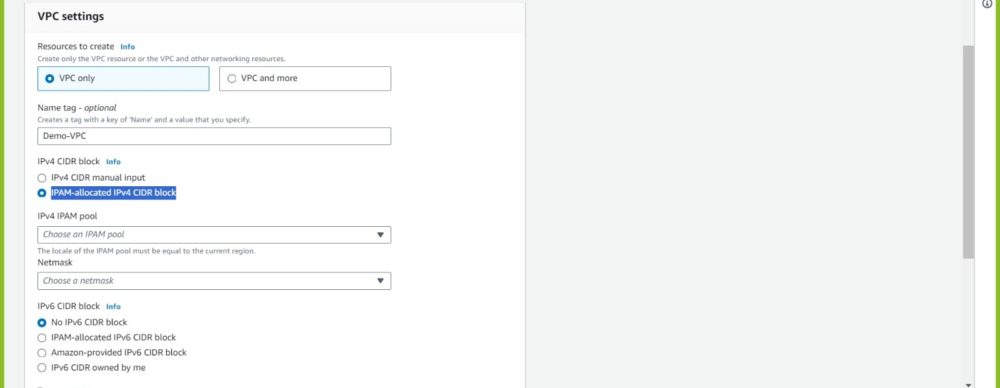 VPC settings
Resources to create Info
Create only the VPC resource or the VPC and other networking resources.
VPC only
VPC and more
Name tag - optional
Creates a tag with a key of 'Name' and a value that you specify.
Demo-VPC
IPv4 CIDR block Info
IPv4 CIDR manual input
IPAM-allocated IPv4 CIDR block
IPv4 IPAM pool
Choose an IPAM pool
The locale of the IPAM pool must be equal to the current region.
Netmask
Choose a netmask
IPv6 CIDR block Info
No IPv6 CIDR block
IPAM-allocated IPv6 CIDR block
Amazon-provided IPv6 CIDR block
IPv6 CIDR owned by me